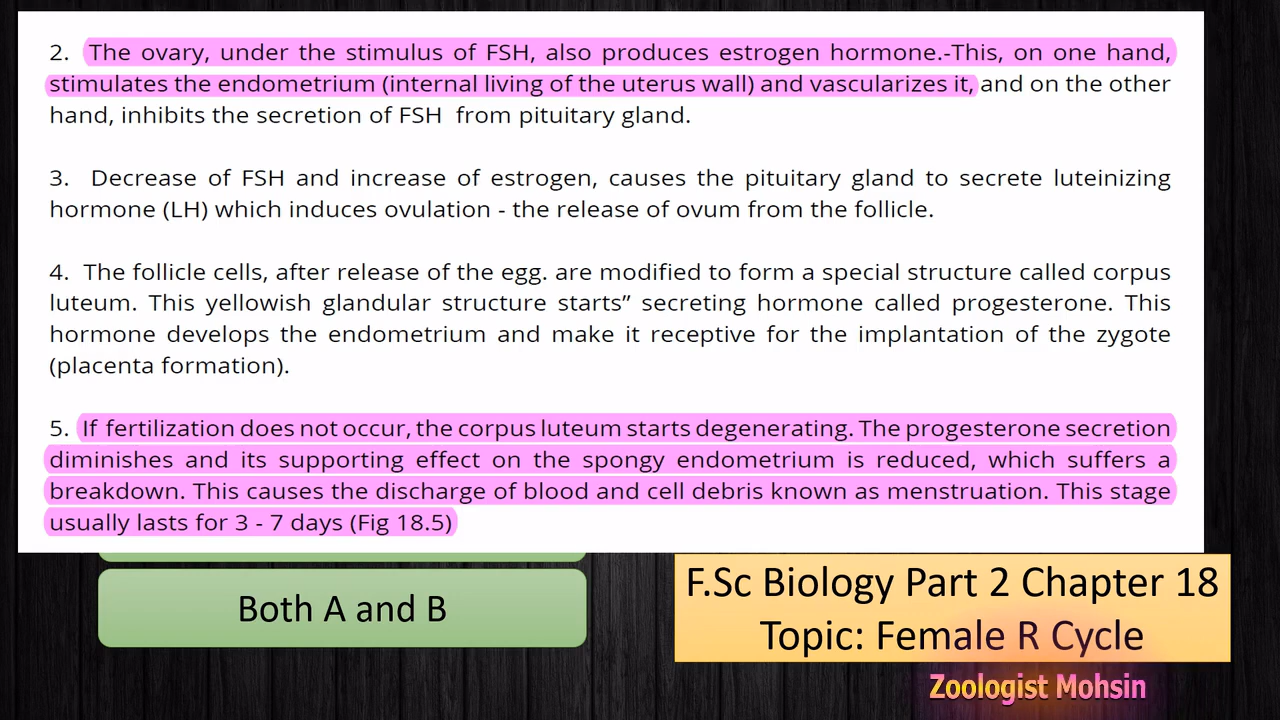 2. The ovary, under the stimulus of FSH, also produces estrogen hormone.-This, on one hand,
stimulates the endometrium (internal living of the uterus wall) and vascularizes it, and on the other
hand, inhibits the secretion of FSH from pituitary gland.
3. Decrease of FSH and increase of estrogen, causes the pituitary gland to secrete luteinizing
hormone (LH) which induces ovulation - the release of ovum from the follicle.
4. The follicle cells, after release of the egg. are modified to form a special structure called corpus
luteum. This yellowish glandular structure starts” secreting hormone called progesterone. This
hormone develops the endometrium and make it receptive for the implantation of the zygote
(placenta formation).
5. If fertilization does not occur, the corpus luteum starts degenerating. The progesterone secretion
diminishes and its supporting effect on the spongy endometrium is reduced, which suffers a
breakdown. This causes the discharge of blood and cell debris known as menstruation. This stage
usually lasts for 3 - 7 days (Fig 18.5)
Both A and B
F.Sc Biology Part 2 Chapter 18
Topic: Female R Cycle
Zoologist Mohsin